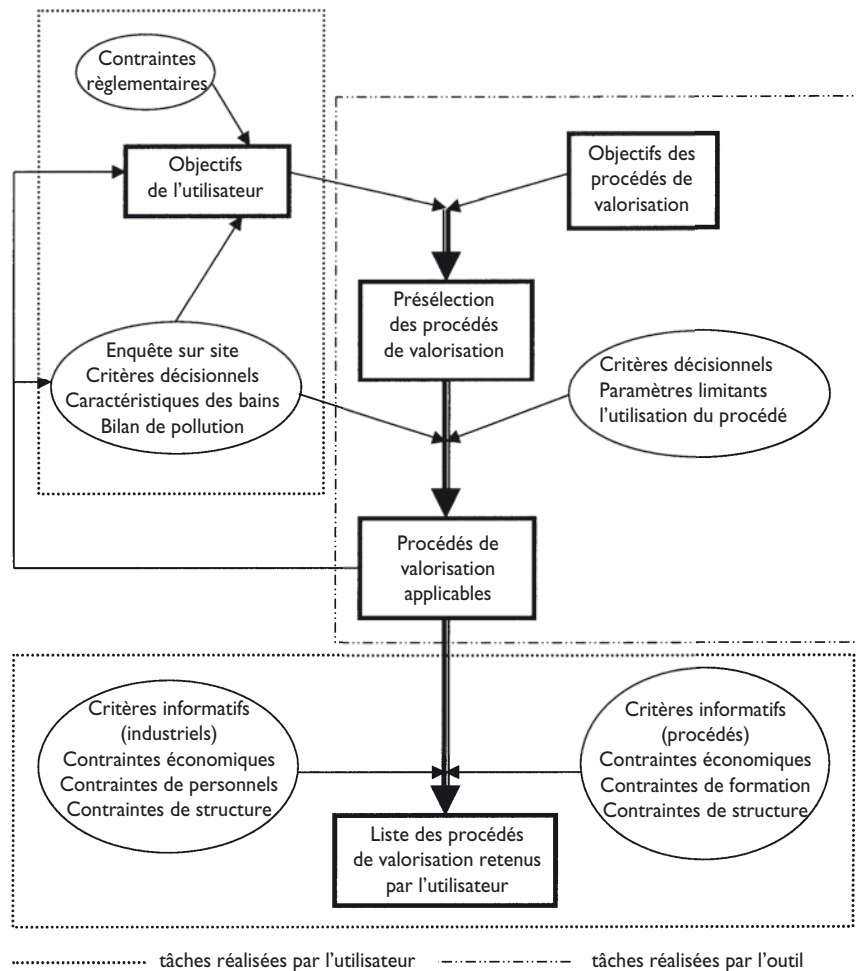 Contraintes
règlementaires
Objectifs
de l'utilisateur
Objectifs des
procédés de
valorisation
Présélection
des procédés
de valorisation
Enquête sur site
Critères décisionnels
Caractéristiques des bains
Bilan de pollution
Critères décisionnels
Paramètres limitants
l'utilisation du procédé
Procédés de
valorisation
applicables
Critères informatifs
(industriels)
Contraintes économiques
Contraintes de personnels
Contraintes de structure
Critères informatifs
(procédés)
Contraintes économiques
Contraintes de formation
Contraintes de structure
Liste des procédés
de valorisation retenus
par l'utilisateur
tâches réalisées par l'utilisateur
tâches réalisées par l'outil